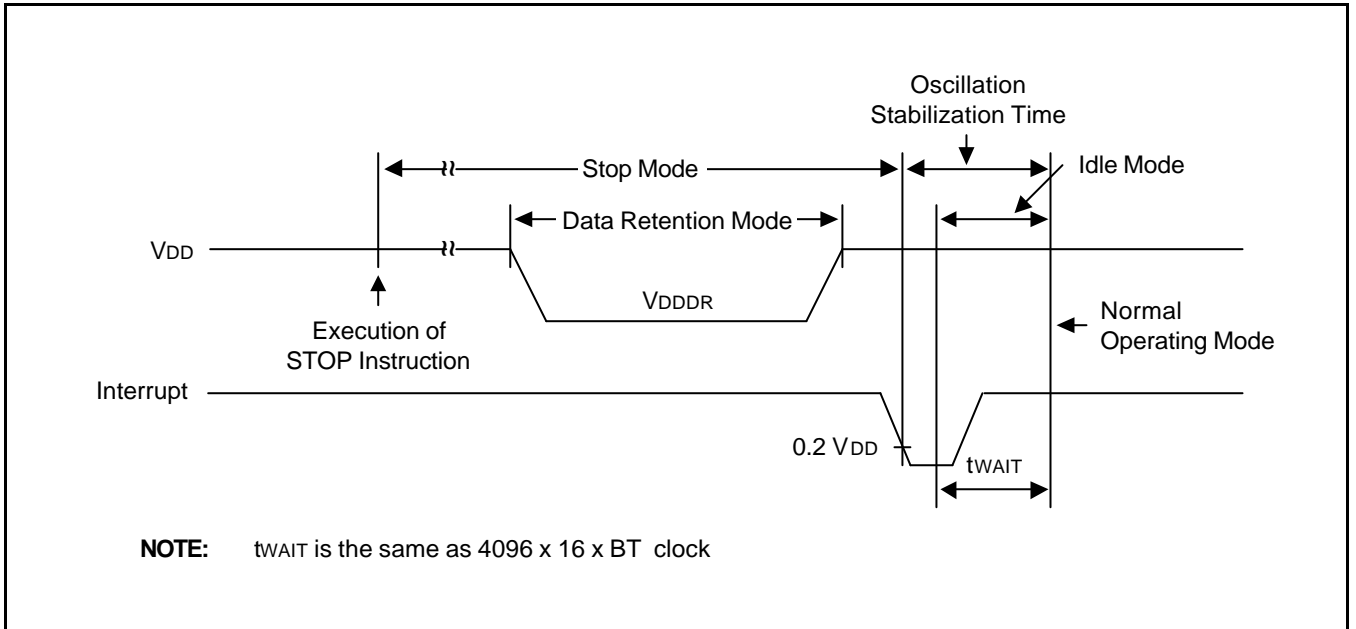 Oscillation
Stabilization Time
Stop Mode
Idle Mode
Data Retention Mode
VDD
VDDDR
Execution of
STOP Instruction
Normal
Operating Mode
Interrupt
0.2 VDD
tWAIT
NOTE: tWAIT is the same as 4096 x 16 x BT clock